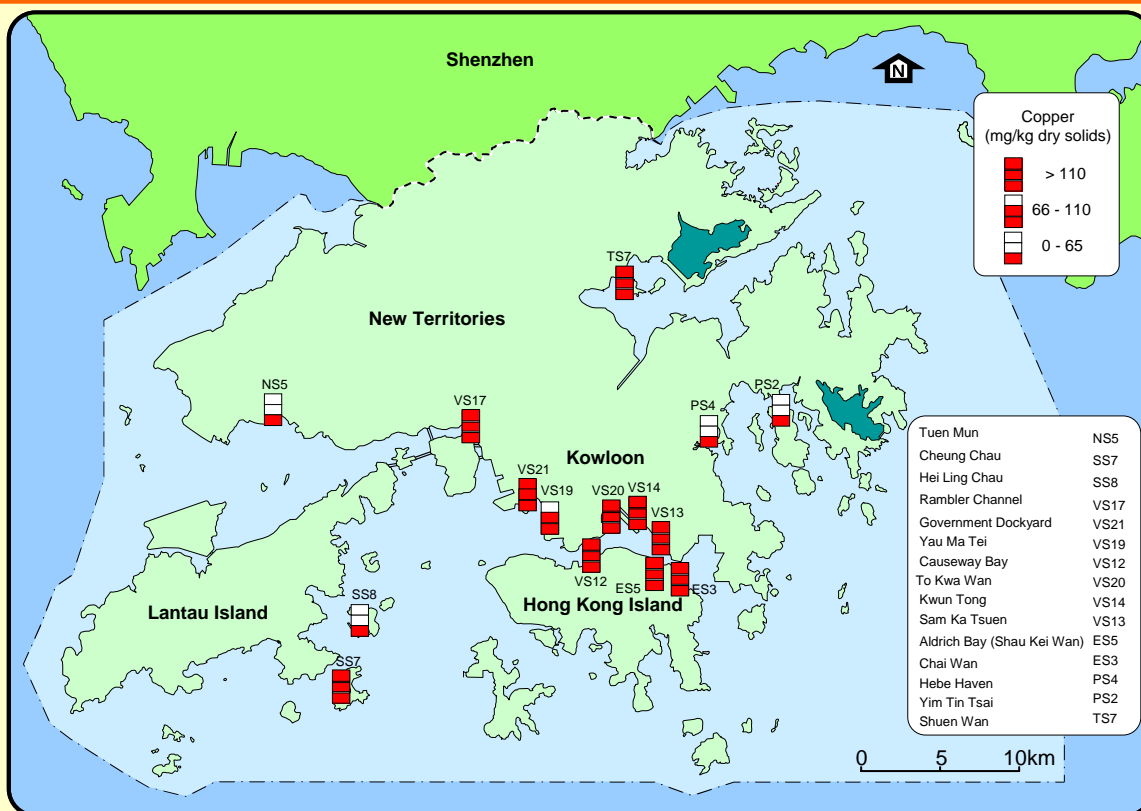 Shenzhen
N
Copper
(mg/kg dry solids)
> 110
66 - 110
0 - 65
TS7
New Territories
NS5
VS17
PS4
PS2
Kowloon
VS21
VS19
VS20
VS14
VS13
VS12
ES5
ES3
Hong Kong Island
Lantau Island
SS8
SS7
Tuen Mun NS5
Cheung Chau SS7
Hei Ling Chau SS8
Rambler Channel VS17
Government Dockyard VS21
Yau Ma Tei VS19
Causeway Bay VS12
To Kwa Wan VS20
Kwun Tong VS14
Sam Ka Tsuen VS13
Aldrich Bay (Shau Kei Wan) ES5
Chai Wan ES3
Hebe Haven PS4
Yim Tin Tsai PS2
Shuen Wan TS7
0 5 10km